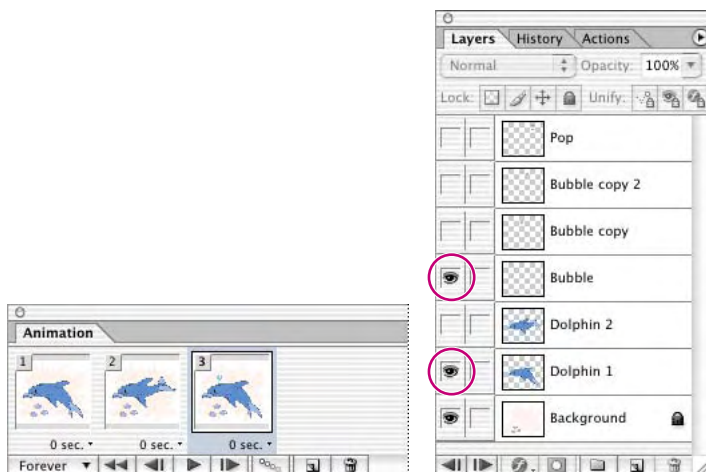 Animation
1 2 3
0 sec. 0 sec. 0 sec.
Forever
Layers History Actions
Normal Opacity: 100%
Lock: Unify:
Pop
Bubble copy 2
Bubble copy
Bubble
Dolphin 2
Dolphin 1
Background